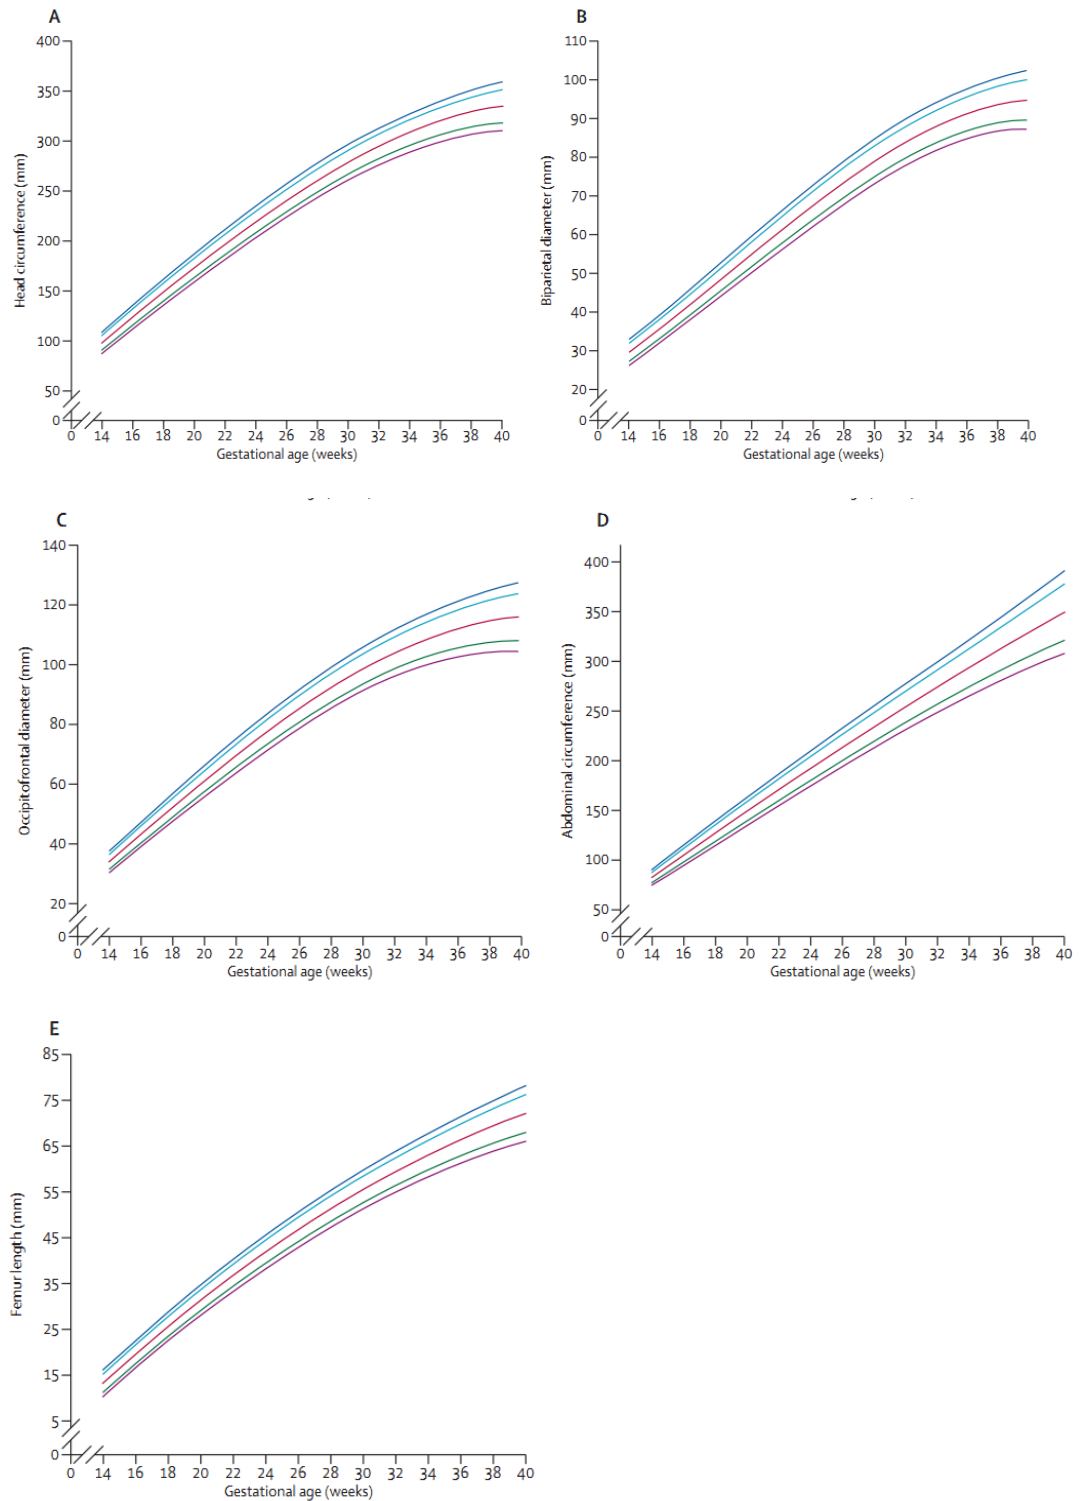 A
400
350
300
250
200
150
100
50
0
Head circumference (mm)
0 14 16 18 20 22 24 26 28 30 32 34 36 38 40
Gestational age (weeks)
B
110
100
90
80
70
60
50
40
30
20
0
Biparietal diameter (mm)
0 14 16 18 20 22 24 26 28 30 32 34 36 38 40
Gestational age (weeks)
C
140
120
100
80
60
40
20
0
Occipitofrontal diameter (mm)
0 14 16 18 20 22 24 26 28 30 32 34 36 38 40
Gestational age (weeks)
D
400
350
300
250
200
150
100
50
0
Abdominal circumference (mm)
0 14 16 18 20 22 24 26 28 30 32 34 36 38 40
Gestational age (weeks)
E
85
75
65
55
45
35
25
15
5
0
Femur length (mm)
0 14 16 18 20 22 24 26 28 30 32 34 36 38 40
Gestational age (weeks)